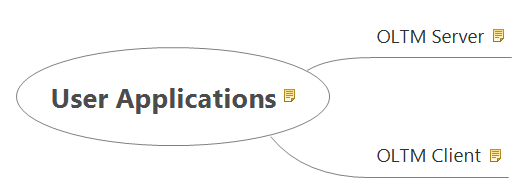 OLTM Server
User Applications
OLTM Client